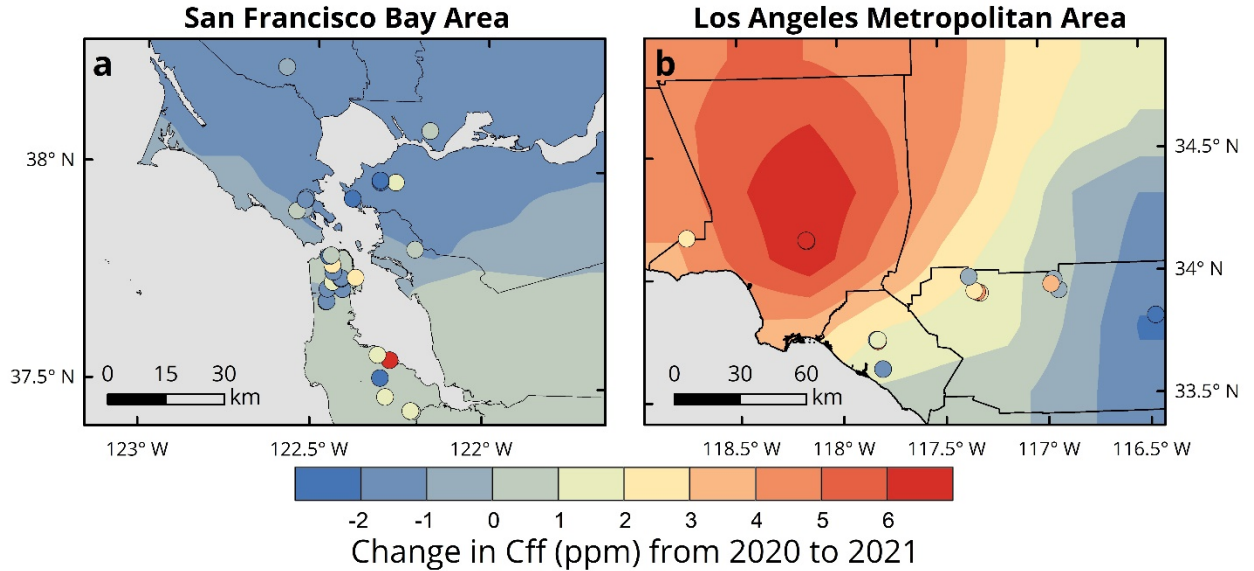 San Francisco Bay Area
Los Angeles Metropolitan Area
a
b
38° N
37.5° N
34.5° N
34° N
33.5° N
0 15 30
km
0 30 60
km
123° W 122.5° W 122° W
118.5° W 118° W 117.5° W 117° W 116.5° W
-2 -1 0 1 2 3 4 5 6
Change in Cff (ppm) from 2020 to 2021